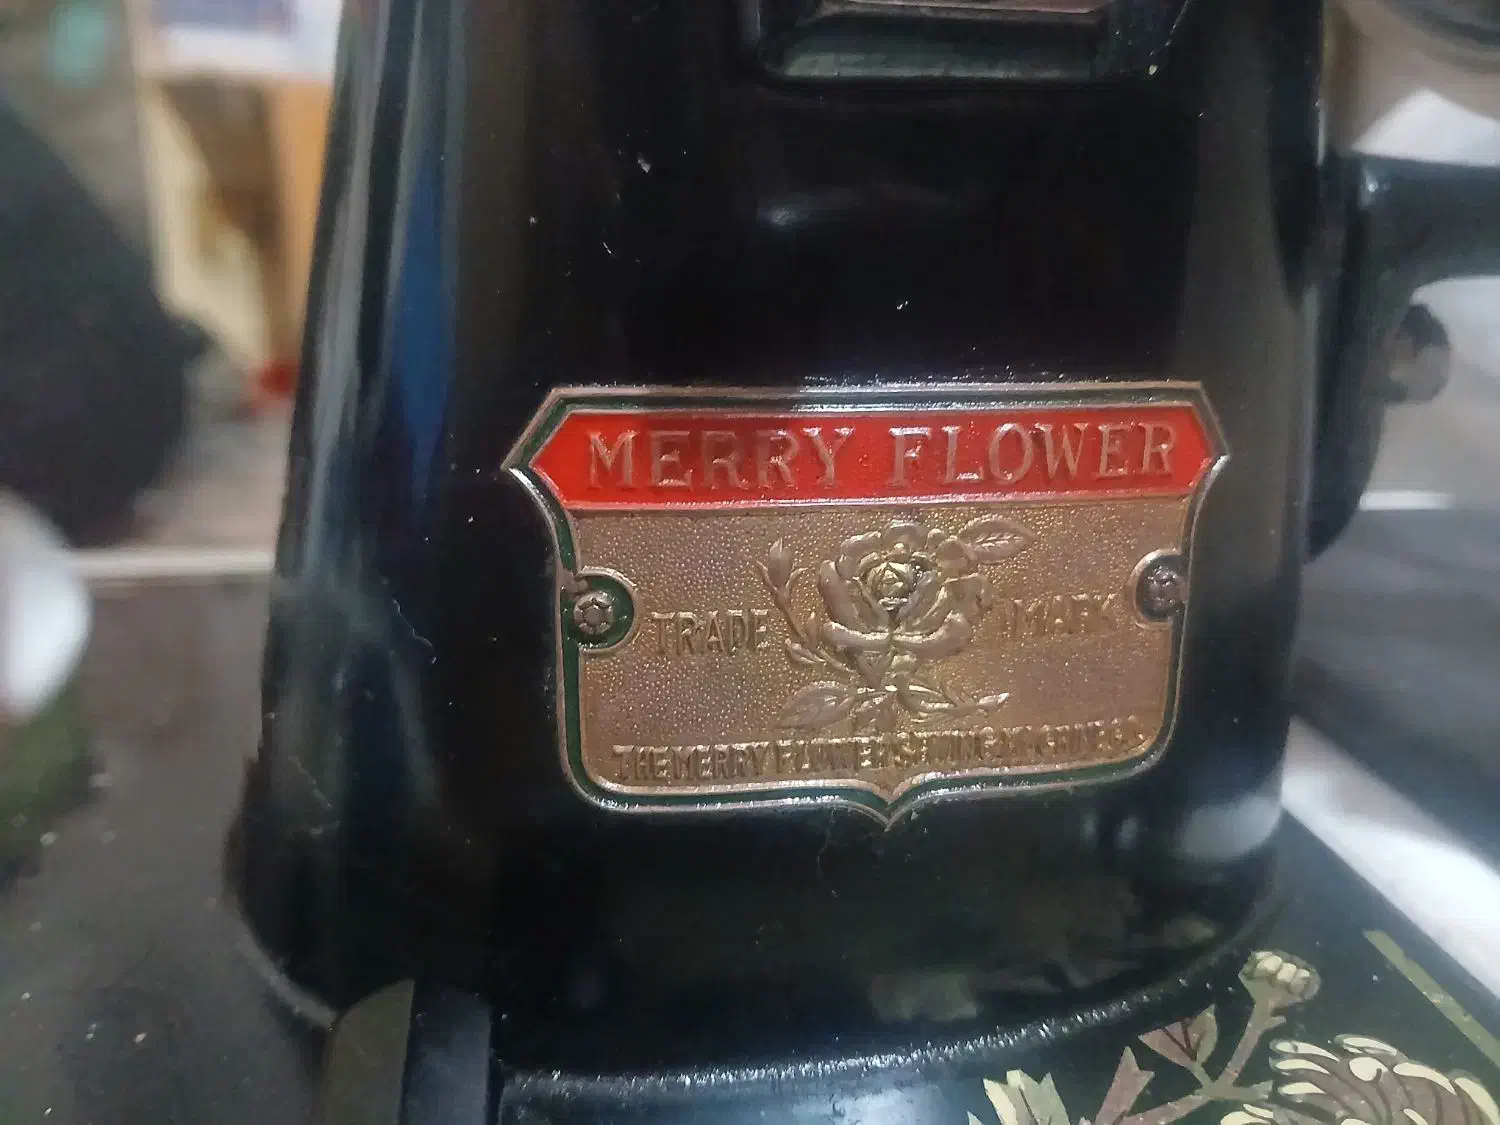 MERRY FLOWER
TRADE MARK
THE MERRY FLOWER SEWING MACHINE CO.